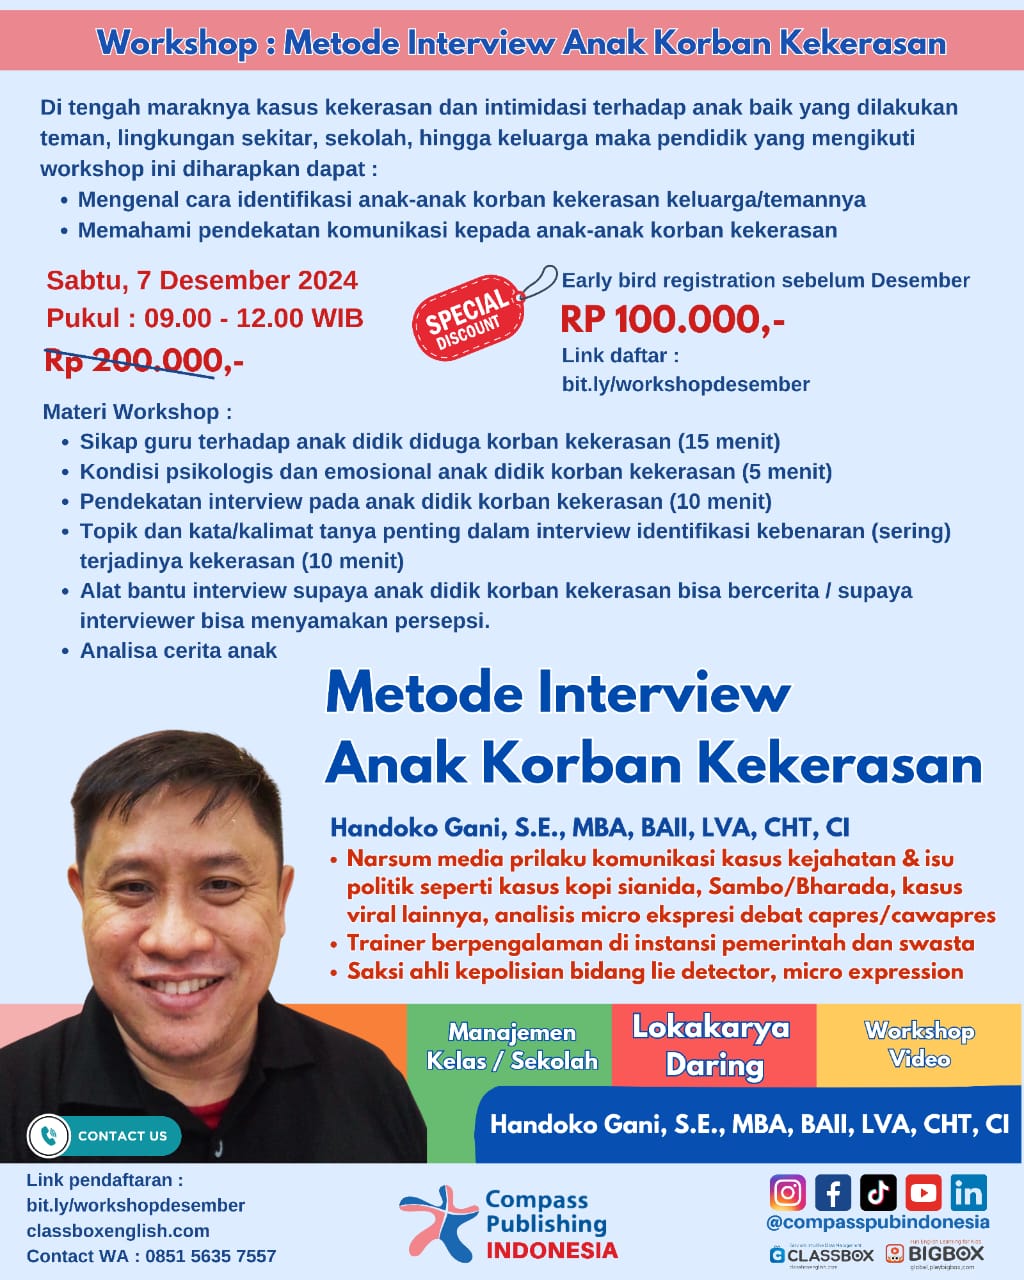 Workshop : Metode Interview Anak Korban Kekerasan
Di tengah maraknya kasus kekerasan dan intimidasi terhadap anak baik yang dilakukan
teman, lingkungan sekitar, sekolah, hingga keluarga maka pendidik yang mengikuti
workshop ini diharapkan dapat :
• Mengenal cara identifikasi anak-anak korban kekerasan keluarga/temannya
• Memahami pendekatan komunikasi kepada anak-anak korban kekerasan
Sabtu, 7 Desember 2024
Pukul : 09.00 - 12.00 WIB
Rp 200.000,-
SPECIAL
DISCOUNT
Early bird registration sebelum Desember
RP 100.000,-
Link daftar :
bit.ly/workshopdesember
Materi Workshop :
• Sikap guru terhadap anak didik diduga korban kekerasan (15 menit)
• Kondisi psikologis dan emosional anak didik korban kekerasan (5 menit)
• Pendekatan interview pada anak didik korban kekerasan (10 menit)
• Topik dan kata/kalimat tanya penting dalam interview identifikasi kebenaran (sering)
terjadinya kekerasan (10 menit)
• Alat bantu interview supaya anak didik korban kekerasan bisa bercerita / supaya
interviewer bisa menyamakan persepsi.
• Analisa cerita anak
Metode Interview
Anak Korban Kekerasan
Handoko Gani, S.E., MBA, BAII, LVA, CHT, CI
• Narsum media prilaku komunikasi kasus kejahatan & isu
politik seperti kasus kopi sianida, Sambo/Bharada, kasus
viral lainnya, analisis micro ekspresi debat capres/cawapres
• Trainer berpengalaman di instansi pemerintah dan swasta
• Saksi ahli kepolisian bidang lie detector, micro expression
Manajemen
Kelas / Sekolah
Lokakarya
Daring
Workshop
Video
Handoko Gani, S.E., MBA, BAII, LVA, CHT, CI
CONTACT US
Link pendaftaran :
bit.ly/workshopdesember
classboxenglish.com
Contact WA : 0851 5635 7557
Compass
Publishing
INDONESIA
@compasspubindonesia
CLASSBOX
classboxenglish.com
Fun English Learning for Kids
BIGBOX
global.playbigbox.com